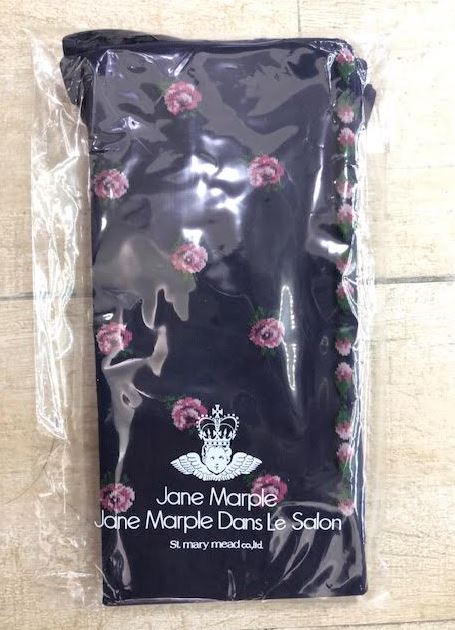 Jane Marple
Jane Marple Dans Le Salon
St. mary mead co., ltd.